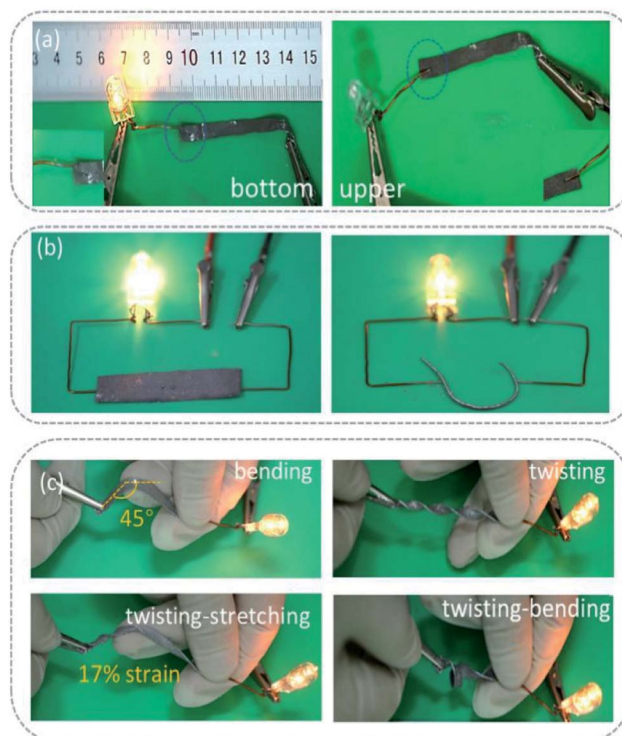 (a)
3 4 5 6 7 8 9 10 11 12 13 14 15
bottom
upper
(b)
(c)
bending
45°
twisting
twisting-stretching
17% strain
twisting-bending